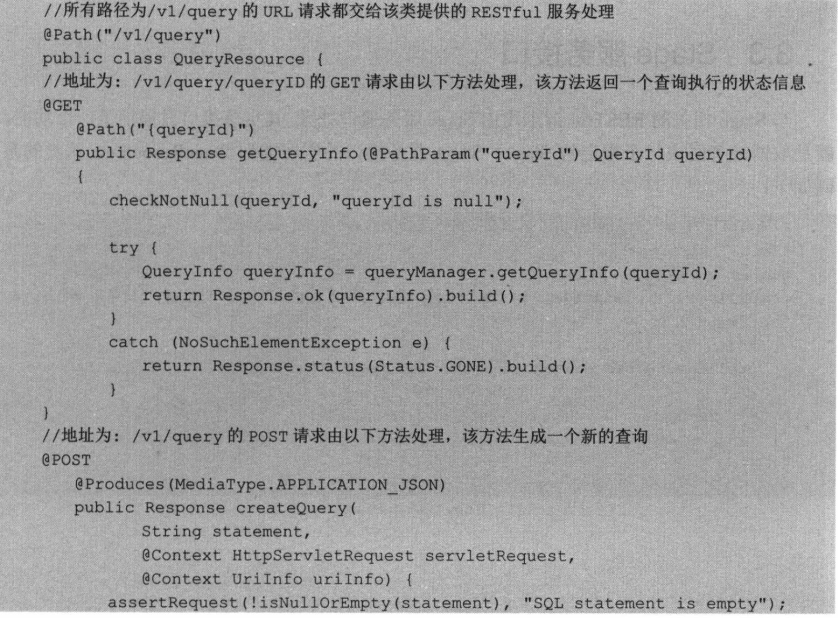 //所有路径为/v1/query 的 URL 请求都交给该类提供的 RESTful 服务处理
@Path("/v1/query")
public class QueryResource {
//地址为: /v1/query/queryID 的 GET 请求由以下方法处理，该方法返回一个查询执行的状态信息
@GET
@Path("{queryId}")
public Response getQueryInfo(@PathParam("queryId") QueryId queryId)
{
checkNotNull(queryId, "queryId is null");
try {
QueryInfo queryInfo = queryManager.getQueryInfo(queryId);
return Response.ok(queryInfo).build();
}
catch (NoSuchElementException e) {
return Response.status(Status.GONE).build();
}
}
//地址为: /v1/query 的 POST 请求由以下方法处理，该方法生成一个新的查询
@POST
@Produces(MediaType.APPLICATION_JSON)
public Response createQuery(
String statement,
@Context HttpServletRequest servletRequest,
@Context UriInfo uriInfo) {
assertRequest(!isNullOrEmpty(statement), "SQL statement is empty");